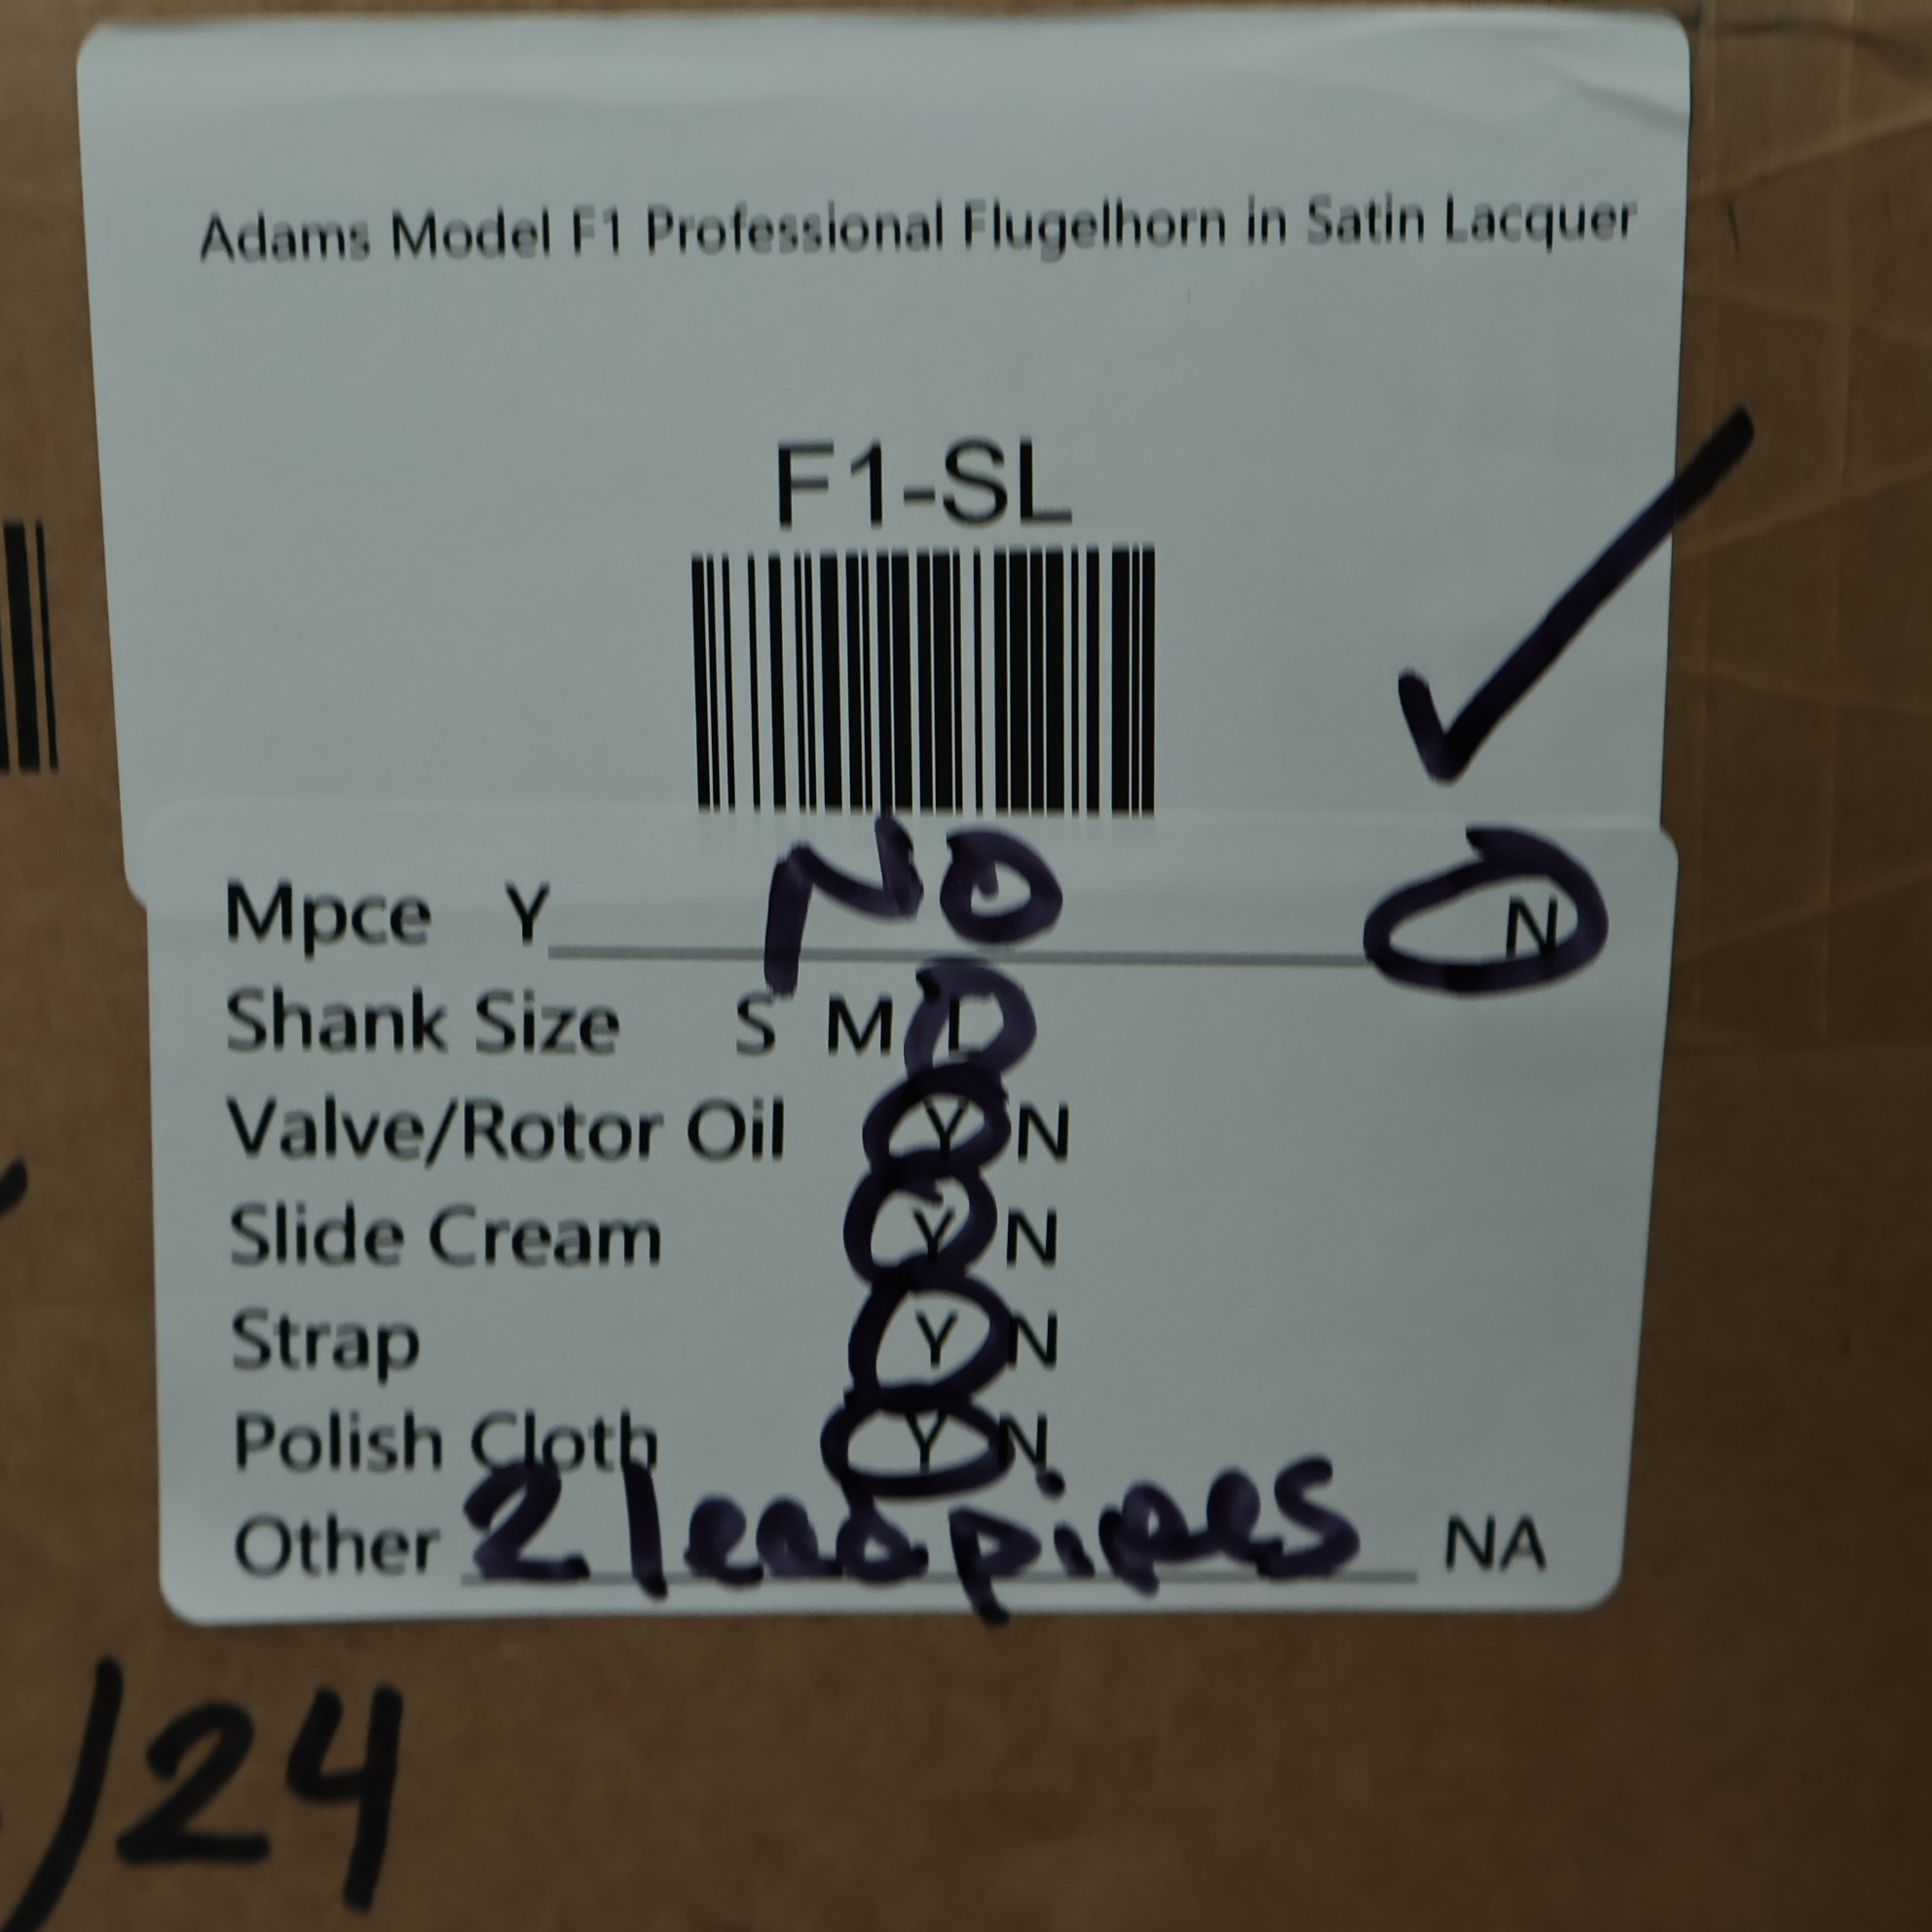 Adams Model F1 Professional Flugelhorn in Satin Lacquer
F1-SL
Mpce Y NO N
Shank Size S M L
Valve/Rotor Oil Y N
Slide Cream Y N
Strap Y N
Polish Cloth Y N
Other 2 leadpipes NA
/24